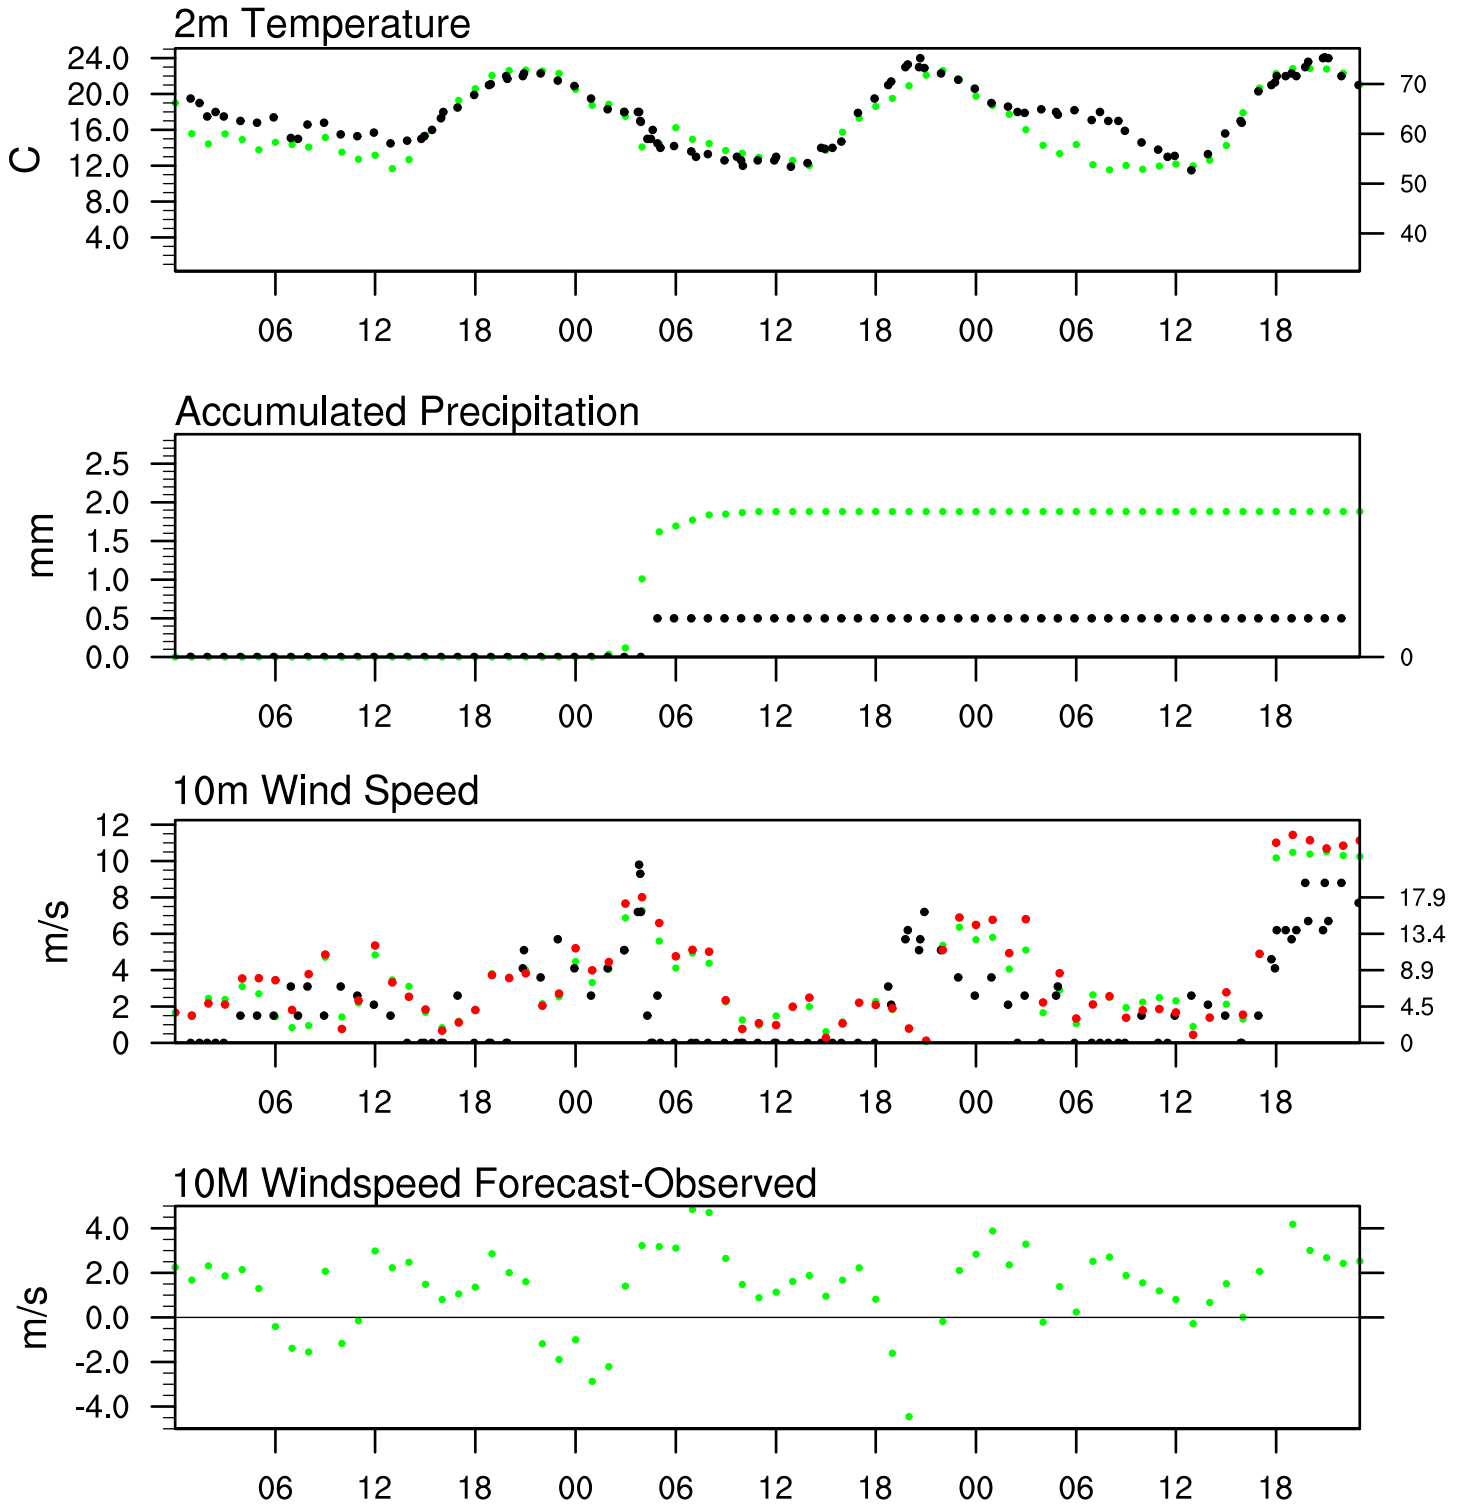 2m Temperature
24.0
20.0
16.0
12.0
8.0
4.0
C
70
60
50
40
06 12 18 00 06 12 18 00 06 12 18
Accumulated Precipitation
2.5
2.0
1.5
1.0
0.5
0.0
mm
0
06 12 18 00 06 12 18 00 06 12 18
10m Wind Speed
12
10
8
6
4
2
0
m/s
17.9
13.4
8.9
4.5
0
06 12 18 00 06 12 18 00 06 12 18
10M Windspeed Forecast-Observed
4.0
2.0
0.0
-2.0
-4.0
m/s
06 12 18 00 06 12 18 00 06 12 18